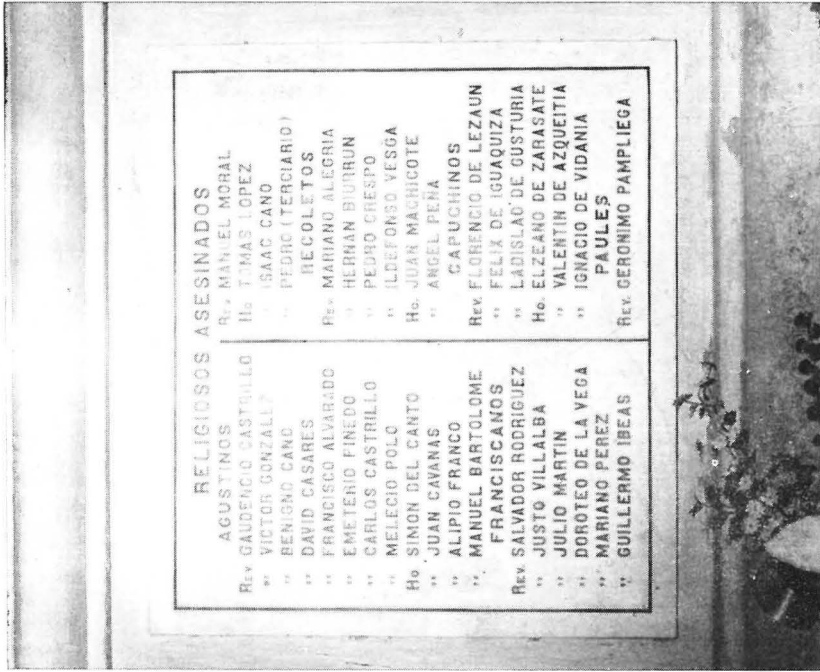 RELIGIOSOS ASESINADOS
AGUSTINOS
REV. GAUDENCIO CASTRILLO
" VICTOR GONZALEZ
" BENIGNO CANO
" DAVID CASARES
" FRANCISCO ALVARADO
" EMETERIO PINEDO
" CARLOS CASTRILLO
" MELECIO POLO
HO. SIMON DEL CANTO
" JUAN CAVANAS
" ALIPIO FRANCO
" MANUEL BARTOLOME
FRANCISCANOS
REV. SALVADOR RODRIGUEZ
" JUSTO VILLALBA
" JULIO MARTIN
" DOROTEO DE LA VEGA
" MARIANO PEREZ
" GUILLERMO IBEAS
REV. MANUEL MORAL
HO. TOMAS LOPEZ
" ISAAC CANO
" PEDRO (TERCIARIO)
RECOLETOS
REV. MARIANO ALEGRIA
" HERNAN BURRUN
" PEDRO CRESPO
" ILDEFONSO VESGA
HO. JUAN MACHICOTE
" ANGEL PEÑA
CAPUCHINOS
REV. FLORENCIO DE LEZAUN
" FELIX DE IGUAQUIZA
" LADISLAO DE GUSTURIA
HO. ELZEANO DE ZARASATE
" VALENTIN DE AZQUEITIA
" IGNACIO DE VIDANIA
PAULES
REV. GERONIMO PAMPLIEGA